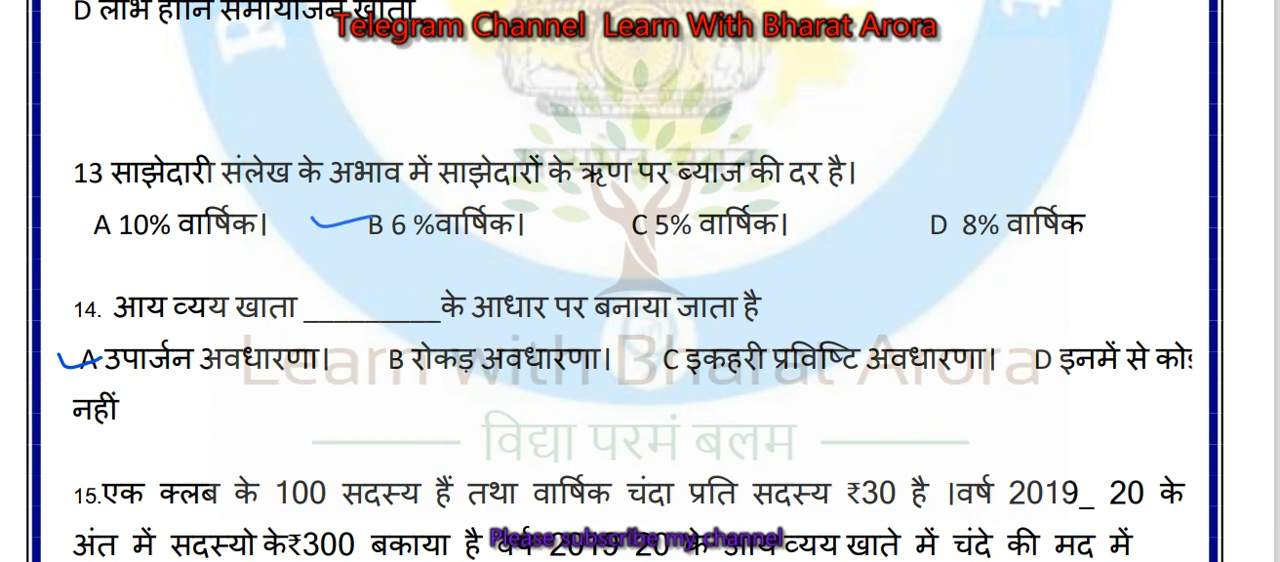 D लाभ हानि समायोजन खाता
Telegram Channel Learn With Bharat Arora
13 साझेदारी संलेख के अभाव में साझेदारों के ऋण पर ब्याज की दर है।
A 10% वार्षिक। B 6 %वार्षिक। C 5% वार्षिक। D 8% वार्षिक
14. आय व्यय खाता _________के आधार पर बनाया जाता है
A उपार्जन अवधारणा। B रोकड़ अवधारणा। C इकहरी प्रविष्टि अवधारणा। D इनमें से कोई
Learn with Bharat Arora
नहीं
विद्या परमं बलम
15.एक क्लब के 100 सदस्य हैं तथा वार्षिक चंदा प्रति सदस्य ₹30 है ।वर्ष 2019_ 20 के
अंत में सदस्यो के₹300 बकाया है वर्ष 2019 20 के आय व्यय खाते में चंदे की मद में
Please subscribe my channel